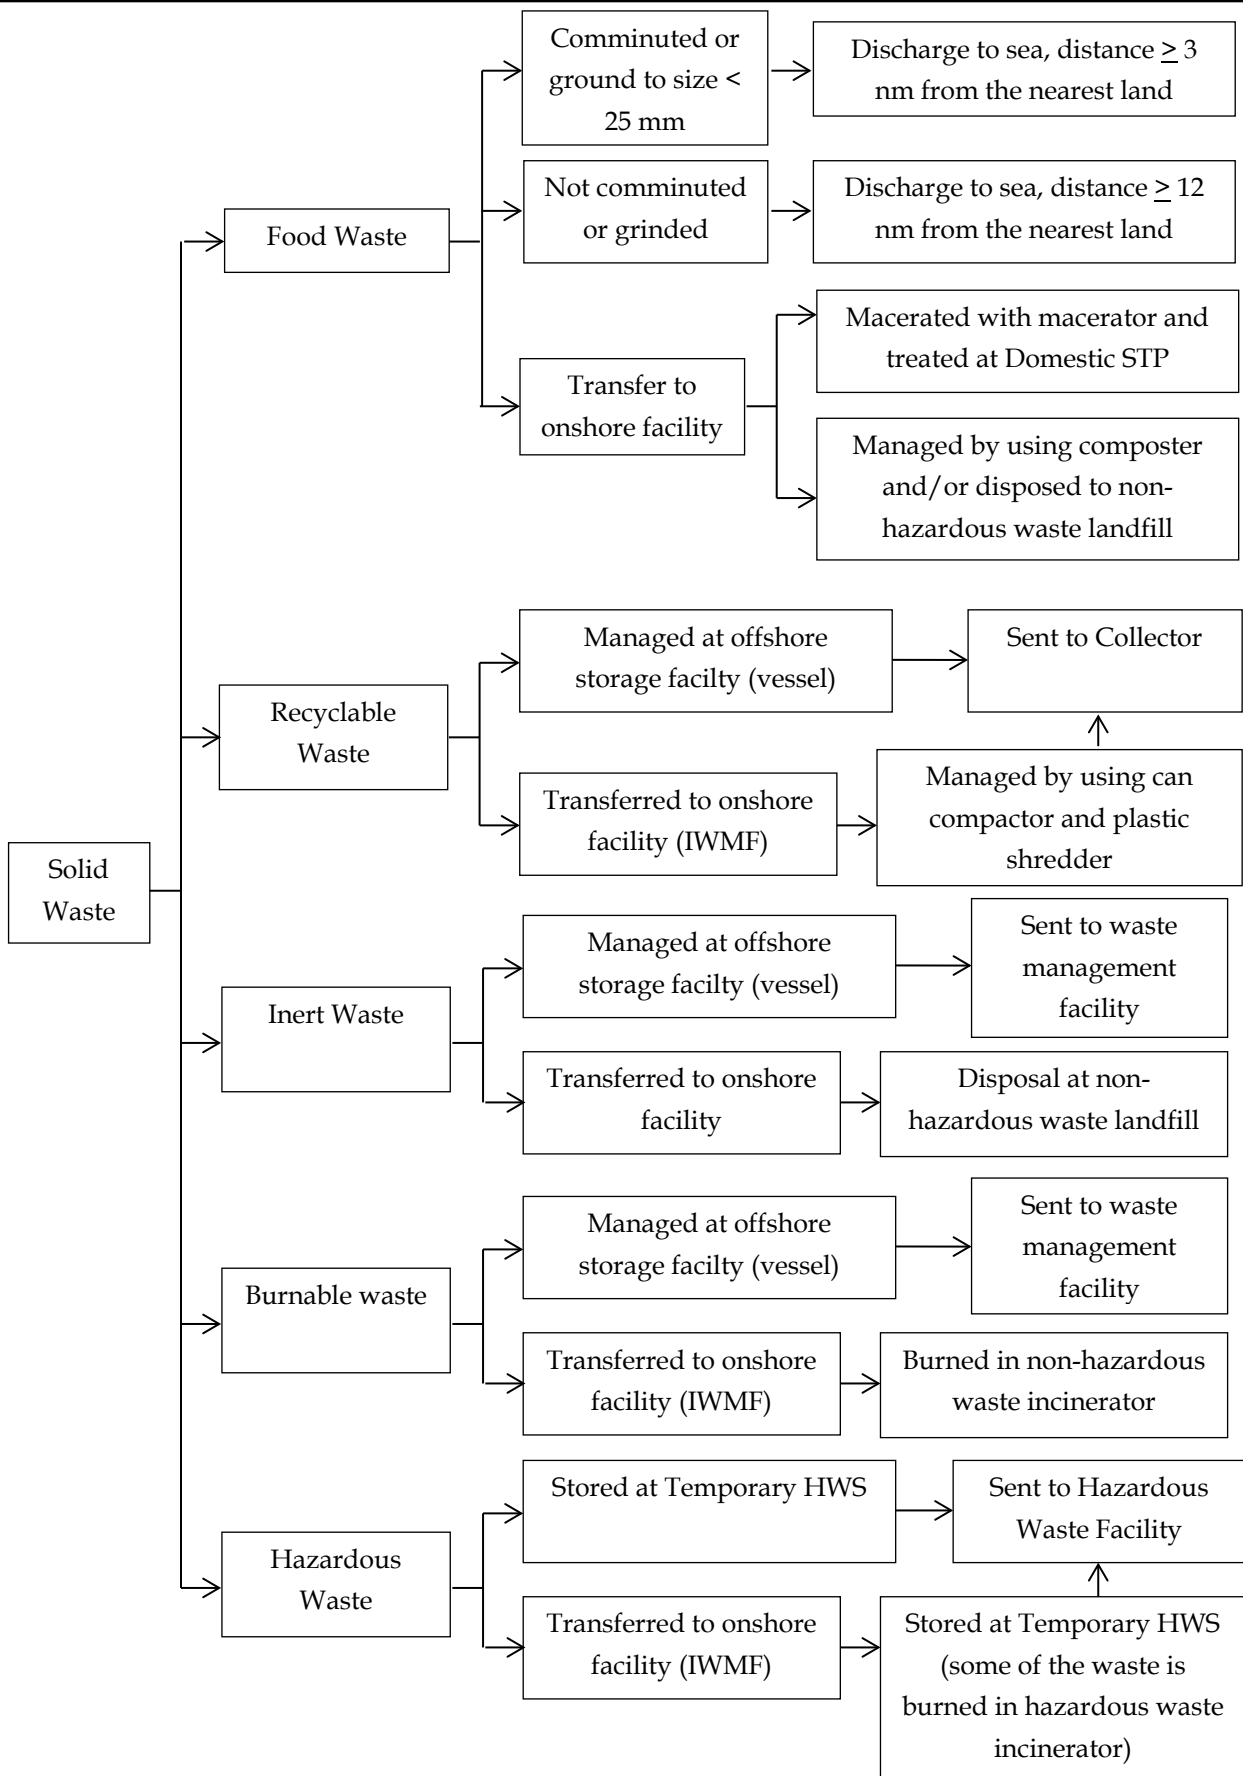 Comminuted or
ground to size <
25 mm
Discharge to sea, distance ≥ 3
nm from the nearest land
Not comminuted
or grinded
Discharge to sea, distance ≥ 12
nm from the nearest land
Food Waste
Macerated with macerator and
treated at Domestic STP
Transfer to
onshore facility
Managed by using composter
and/or disposed to non-
hazardous waste landfill
Managed at offshore
storage facilty (vessel)
Sent to Collector
Recyclable
Waste
Transferred to onshore
facility (IWMF)
Managed by using can
compactor and plastic
shredder
Solid
Waste
Managed at offshore
storage facilty (vessel)
Sent to waste
management
facility
Inert Waste
Transferred to onshore
facility
Disposal at non-
hazardous waste landfill
Managed at offshore
storage facilty (vessel)
Sent to waste
management
facility
Burnable waste
Transferred to onshore
facility (IWMF)
Burned in non-hazardous
waste incinerator
Stored at Temporary HWS
Sent to Hazardous
Waste Facility
Hazardous
Waste
Transferred to onshore
facility (IWMF)
Stored at Temporary HWS
(some of the waste is
burned in hazardous waste
incinerator)